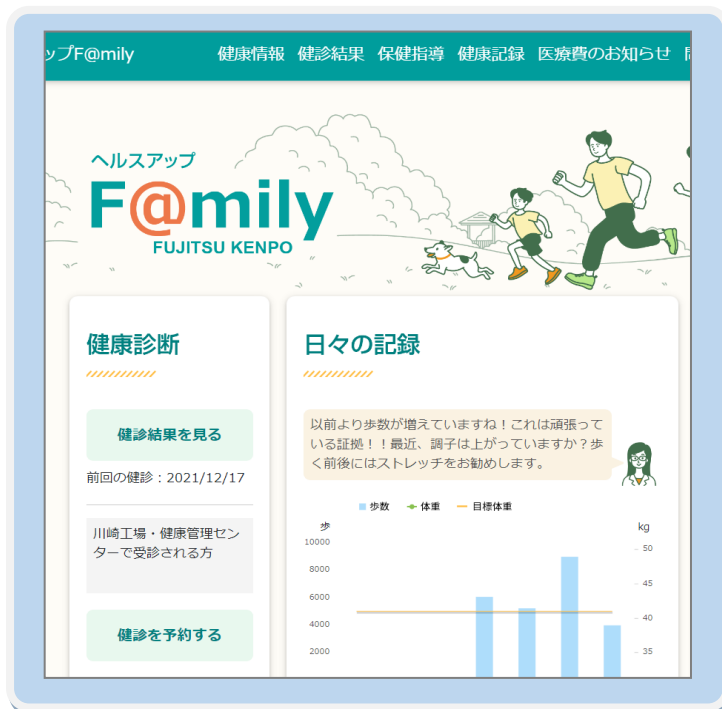 ップF@mily 健康情報 健診結果 保健指導 健康記録 医療費のお知らせ
ヘルスアップ
F@mily
FUJITSU KENPO
健康診断
健診結果を見る
前回の健診：2021/12/17
川崎工場・健康管理セン
ターで受診される方
健診を予約する
日々の記録
以前より歩数が増えていますね！これは頑張って
いる証拠！！最近、調子は上がっていますか？歩
く前後にはストレッチをお勧めします。
歩数 体重 目標体重
歩 kg
10000
50
8000
45
6000
40
4000
35
2000